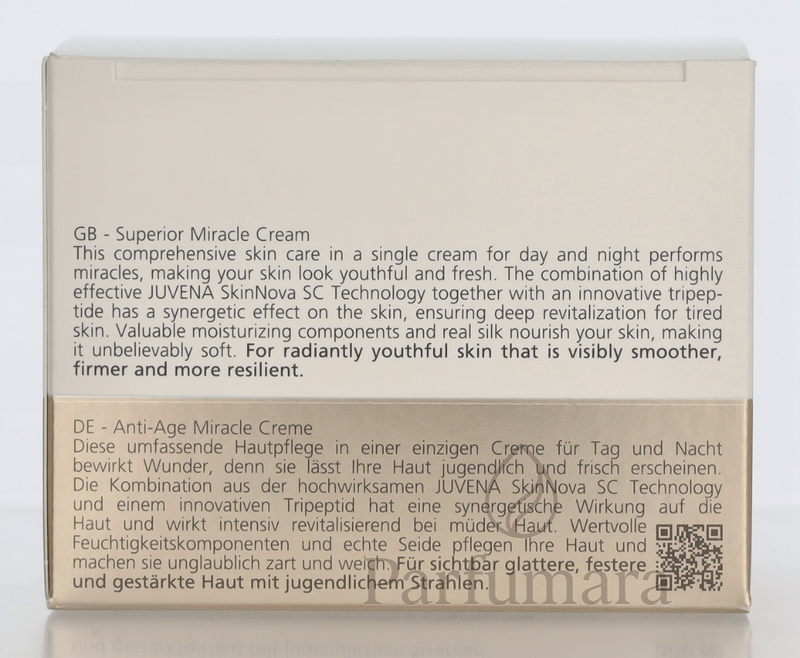 GB - Superior Miracle Cream
This comprehensive skin care in a single cream for day and night performs
miracles, making your skin look youthful and fresh. The combination of highly
effective JUVENA SkinNova SC Technology together with an innovative tripep-
tide has a synergetic effect on the skin, ensuring deep revitalization for tired
skin. Valuable moisturizing components and real silk nourish your skin, making
it unbelievably soft. For radiantly youthful skin that is visibly smoother,
firmer and more resilient.
DE - Anti-Age Miracle Creme
Diese umfassende Hautpflege in einer einzigen Creme für Tag und Nacht
bewirkt Wunder, denn sie lässt Ihre Haut jugendlich und frisch erscheinen.
Die Kombination aus der hochwirksamen JUVENA SkinNova SC Technology
und einem innovativen Tripeptid hat eine synergetische Wirkung auf die
Haut und wirkt intensiv revitalisierend bei müder Haut. Wertvolle
Feuchtigkeitskomponenten und echte Seide pflegen Ihre Haut und
machen sie unglaublich zart und weich. Für sichtbar glattere, festere
und gestärkte Haut mit jugendlichem Strahlen.
Parfumara